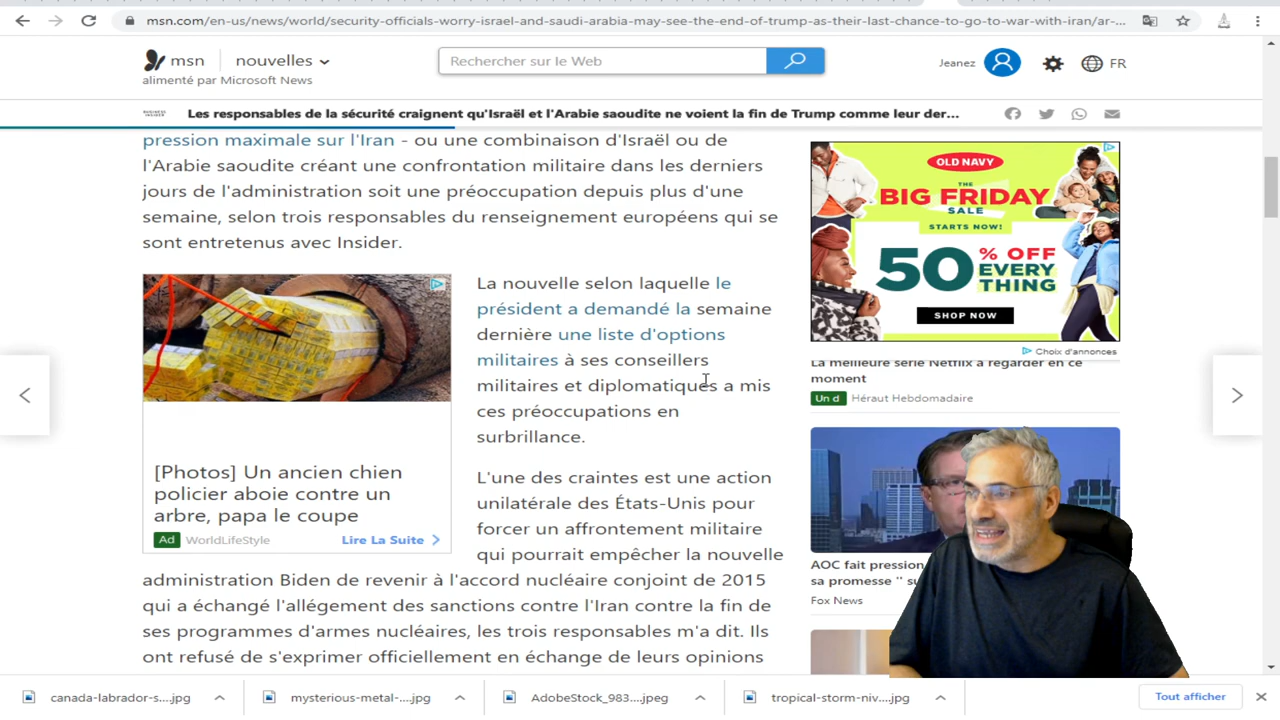 msn.com/en-us/news/world/security-officials-worry-israel-and-saudi-arabia-may-see-the-end-of-trump-as-their-last-chance-to-go-to-war-with-iran/ar-...
msn
nouvelles
alimenté par Microsoft News
Rechercher sur le Web
Jeanez
FR
BUSINESS INSIDER
Les responsables de la sécurité craignent qu'Israël et l'Arabie saoudite ne voient la fin de Trump comme leur der...
pression maximale sur l'Iran - ou une combinaison d'Israël ou de
l'Arabie saoudite créant une confrontation militaire dans les derniers
jours de l'administration soit une préoccupation depuis plus d'une
semaine, selon trois responsables du renseignement européens qui se
sont entretenus avec Insider.
La nouvelle selon laquelle le
président a demandé la semaine
dernière une liste d'options
militaires à ses conseillers
militaires et diplomatiques a mis
ces préoccupations en
surbrillance.
[Photos] Un ancien chien
policier aboie contre un
arbre, papa le coupe
Ad WorldLifeStyle
Lire La Suite
L'une des craintes est une action
unilatérale des États-Unis pour
forcer un affrontement militaire
qui pourrait empêcher la nouvelle
administration Biden de revenir à l'accord nucléaire conjoint de 2015
qui a échangé l'allégement des sanctions contre l'Iran contre la fin de
ses programmes d'armes nucléaires, les trois responsables m'a dit. Ils
ont refusé de s'exprimer officiellement en échange de leurs opinions
OLD NAVY
THE
BIG FRIDAY
SALE
STARTS NOW!
50 % OFF
EVERY
THING
SHOP NOW
Choix d'annonces
La meilleure série Netflix à regarder en ce
moment
Un d Héraut Hebdomadaire
AOC fait pression
sa promesse " su
Fox News
canada-labrador-s....jpg
mysterious-metal-....jpg
AdobeStock_983....jpeg
tropical-storm-niv....jpg
Tout afficher